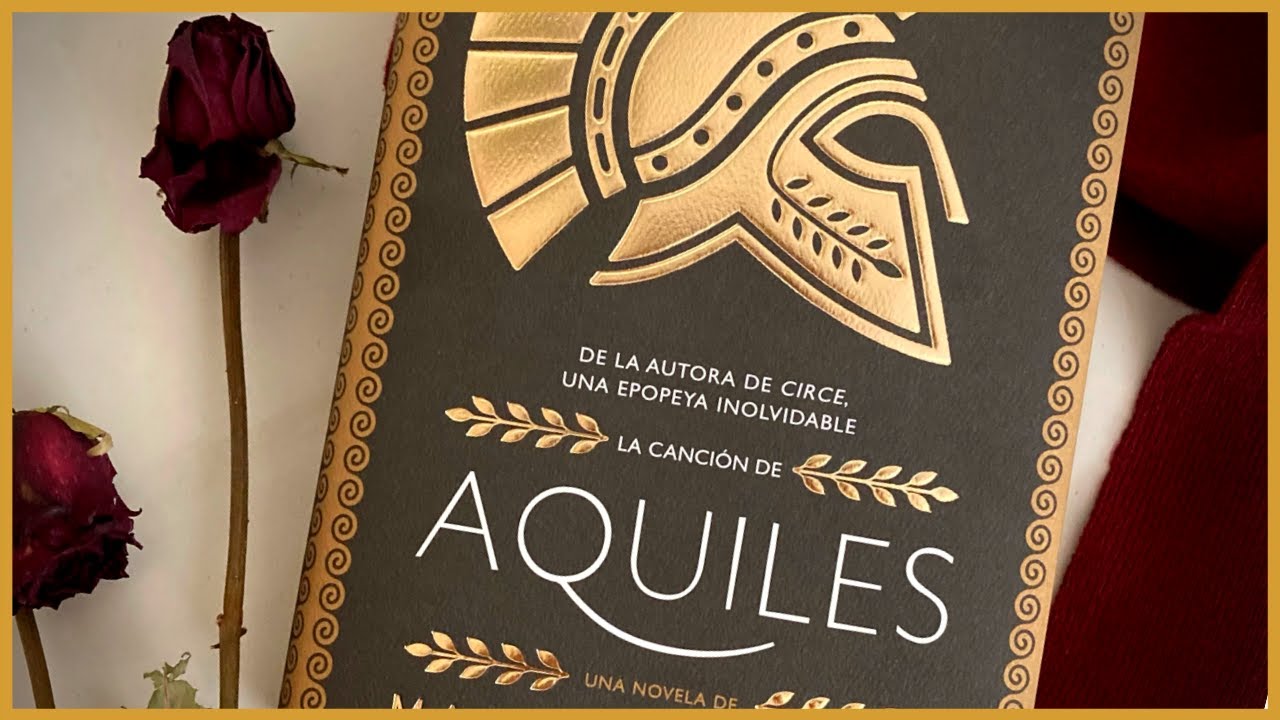 DE LA AUTORA DE CIRCE,
UNA EPOPEYA INOLVIDABLE
LA CANCIÓN DE
AQUILES
UNA NOVELA DE